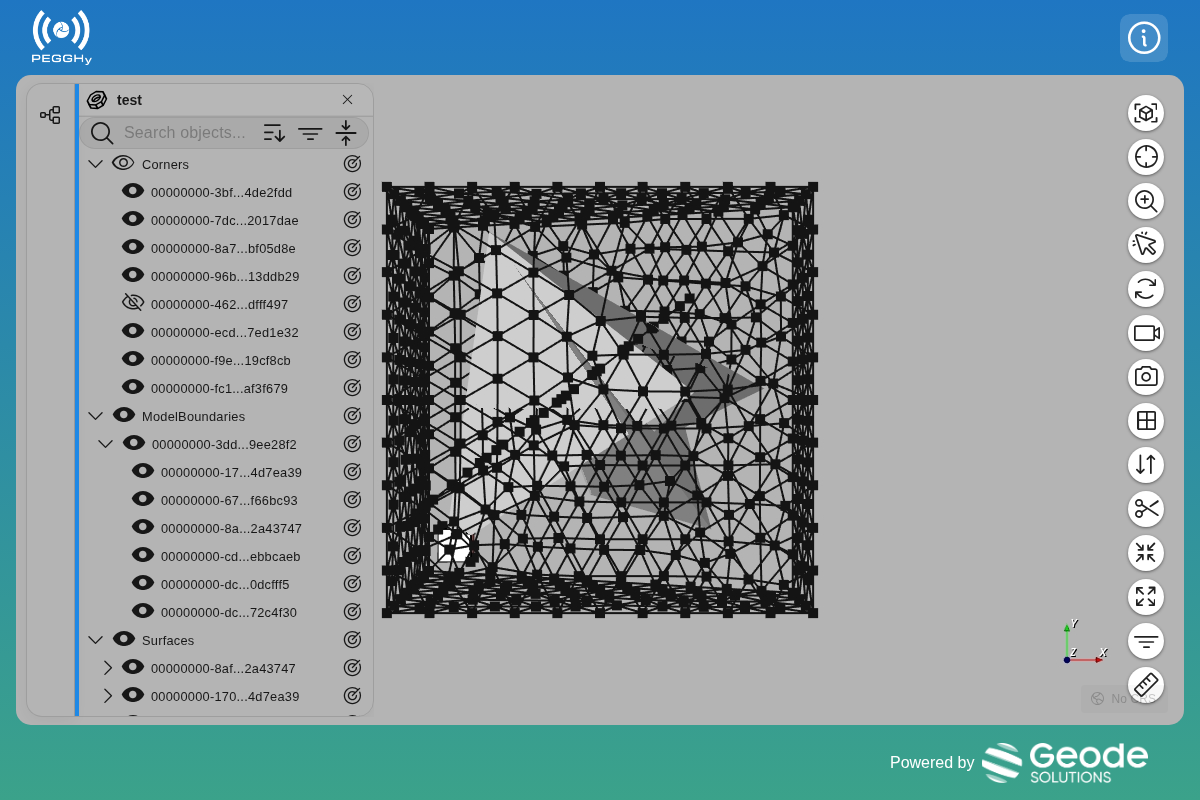 PEGGHy
test
Search objects...
Corners
00000000-3bf...4de2fdd
00000000-7dc...2017dae
00000000-8a7...bf05d8e
00000000-96b...13ddb29
00000000-462...dfff497
00000000-ecd...7ed1e32
00000000-f9e...19cf8cb
00000000-fc1...af3f679
ModelBoundaries
00000000-3dd...9ee28f2
00000000-17...4d7ea39
00000000-67...f66bc93
00000000-8a...2a43747
00000000-cd...ebbcaeb
00000000-dc...0dcfff5
00000000-dc...72c4f30
Surfaces
00000000-8af...2a43747
00000000-170...4d7ea39
Y
Z X
No CRS
Powered by Geode
SOLUTIONS